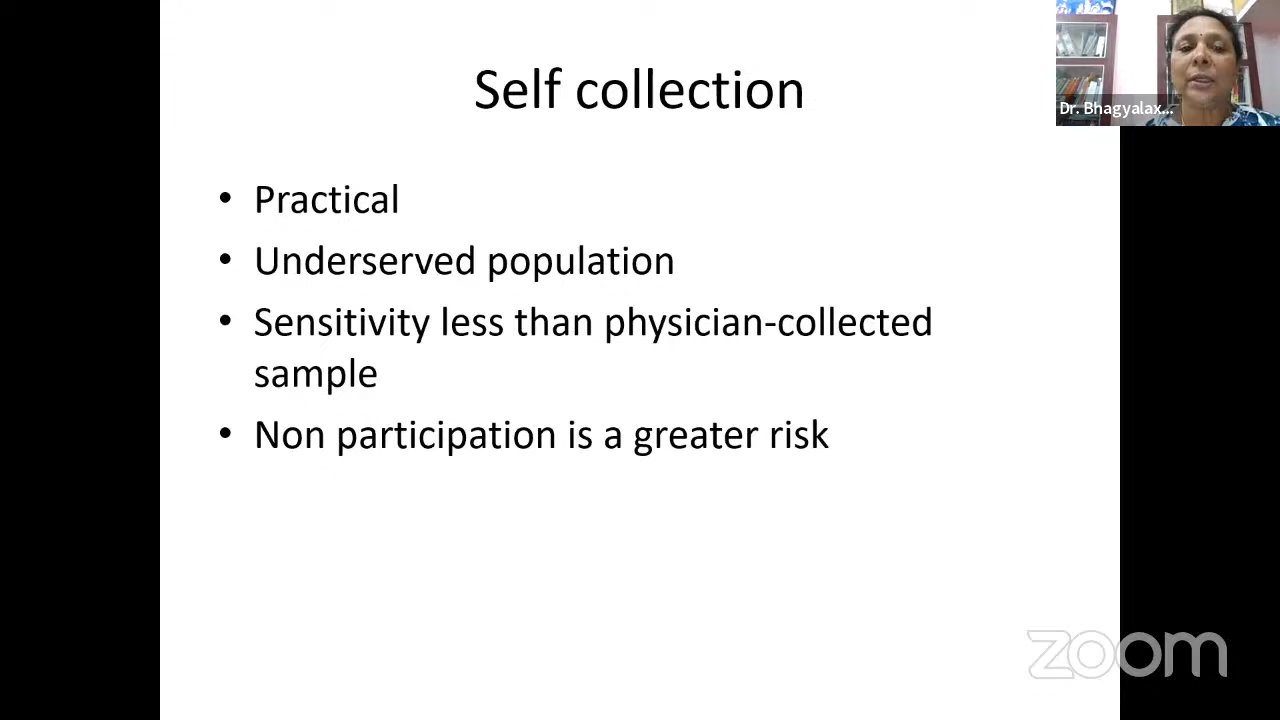 Self collection
Dr. Bhagyalax...
• Practical
• Underserved population
• Sensitivity less than physician-collected
sample
• Non participation is a greater risk
zoom